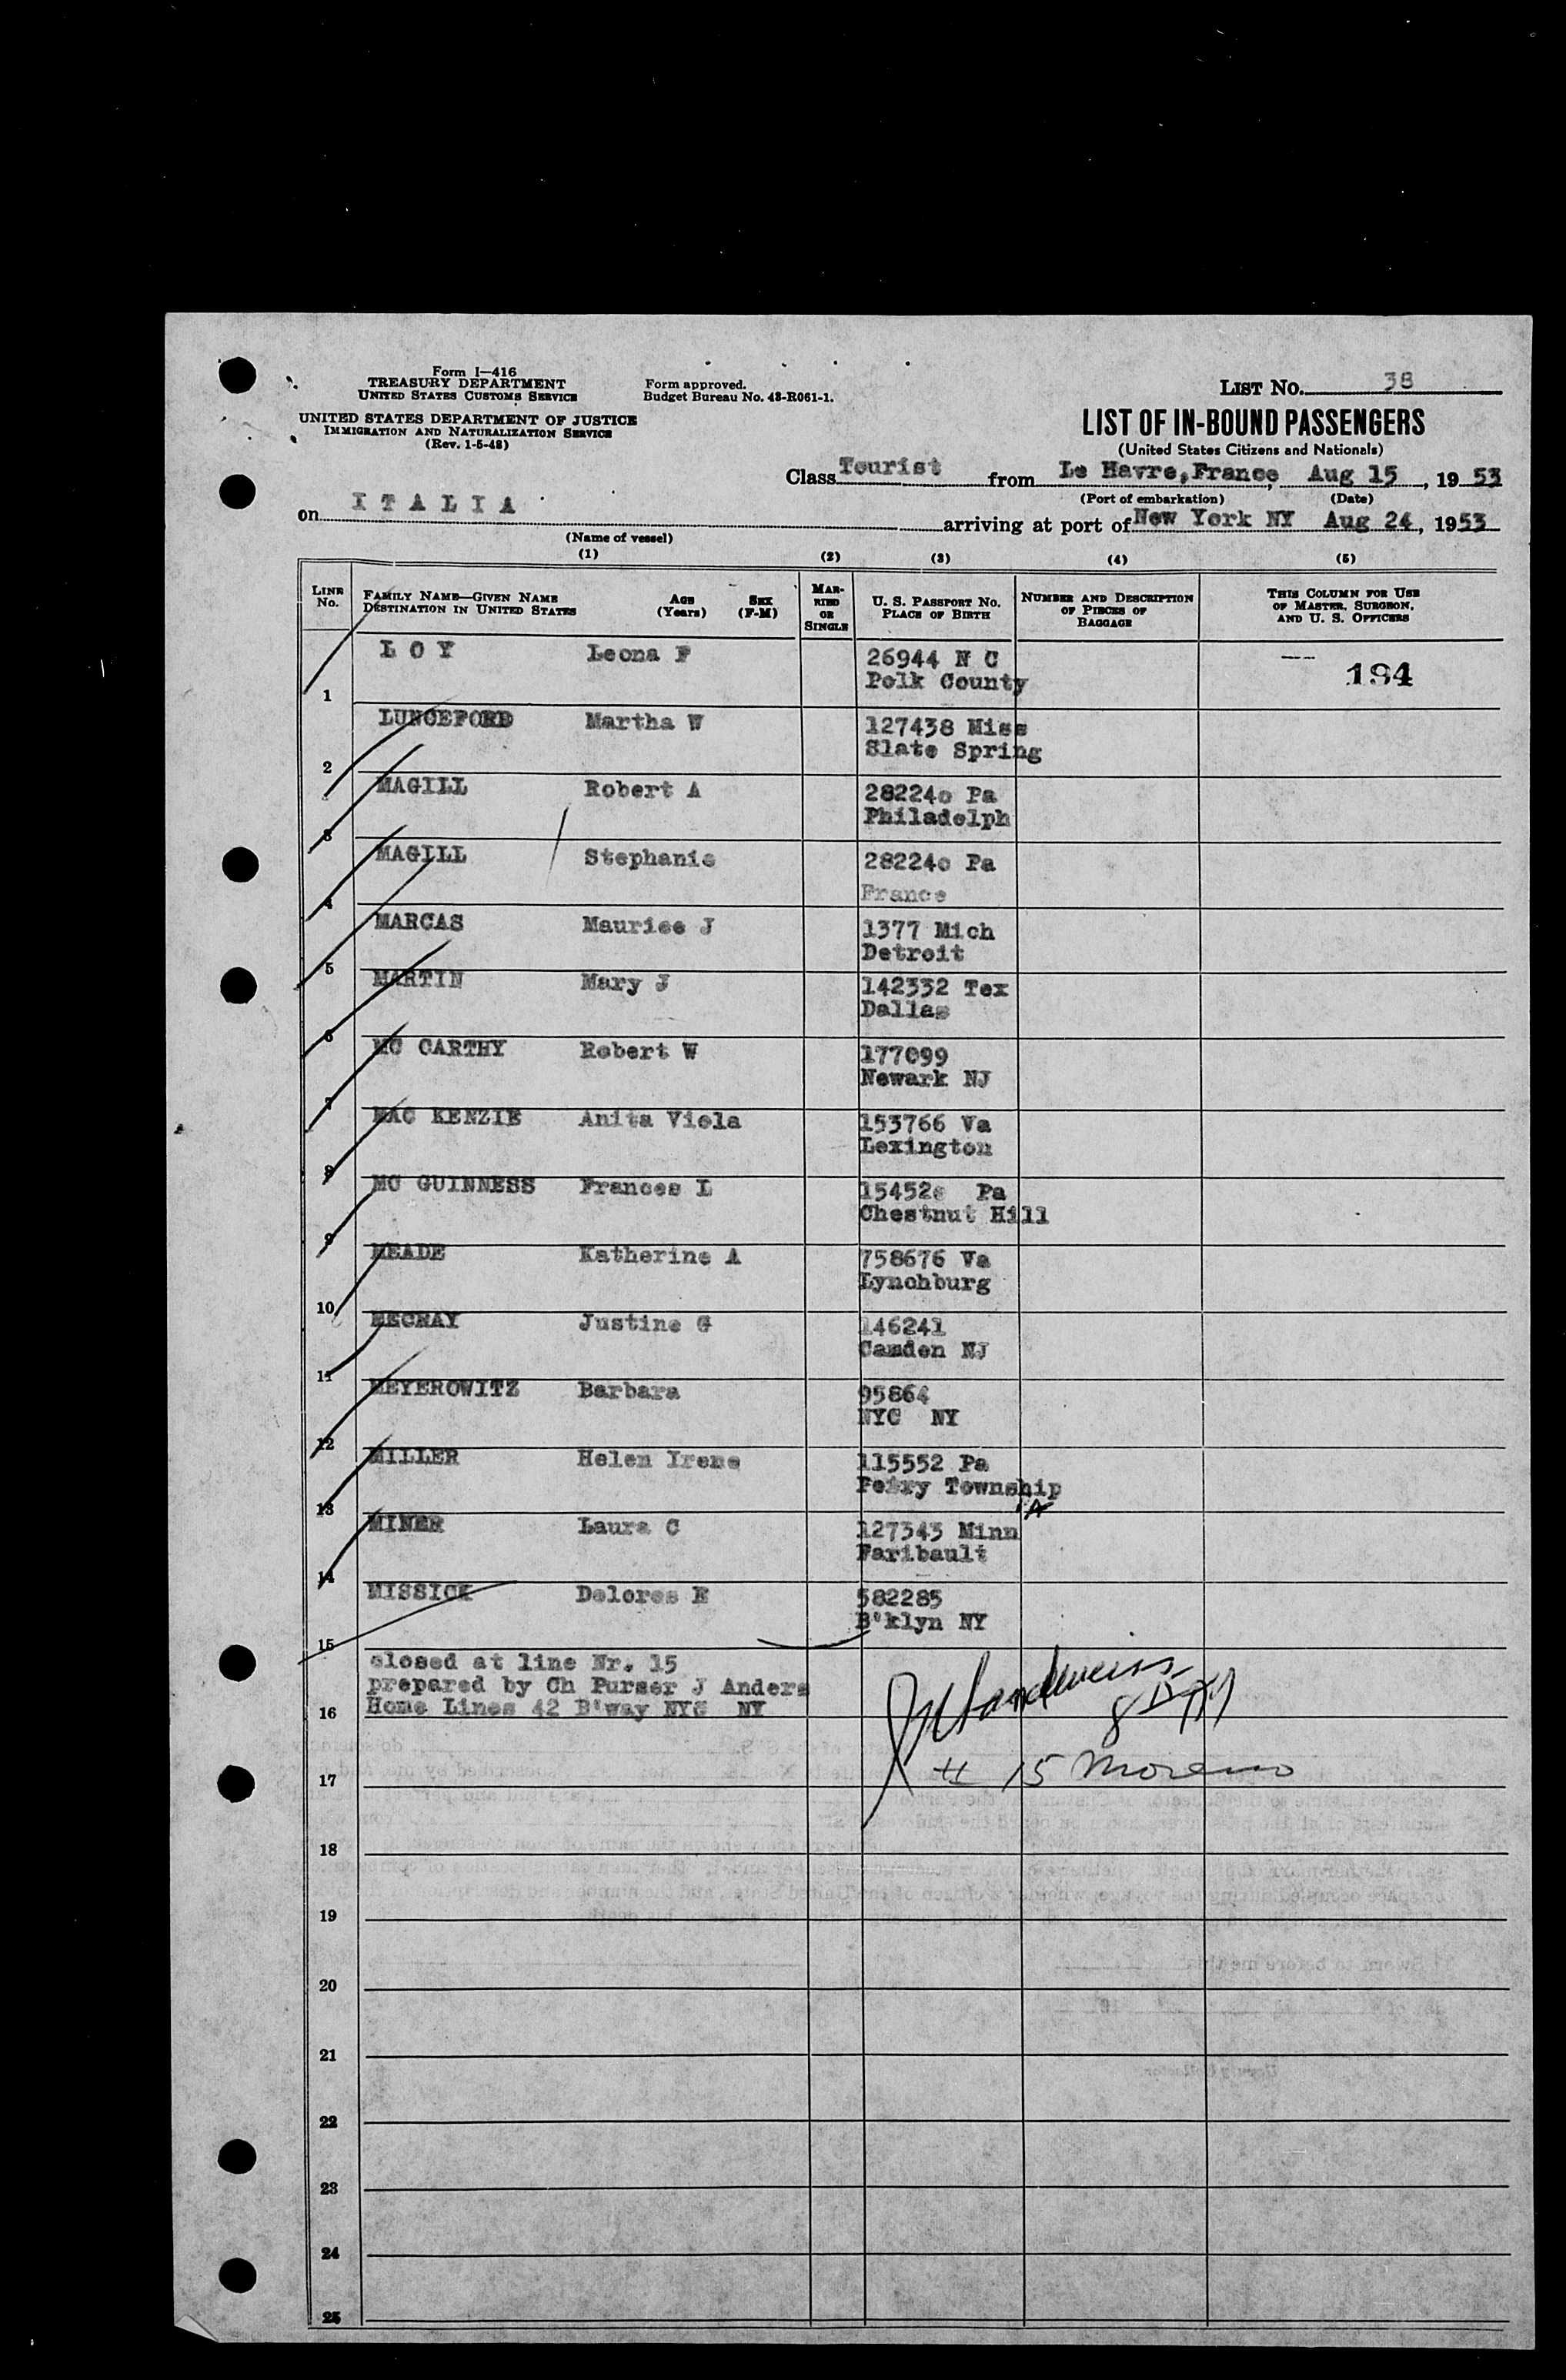 Form I—416
TREASURY DEPARTMENT
UNITED STATES CUSTOMS SERVICE
UNITED STATES DEPARTMENT OF JUSTICE
IMMIGRATION AND NATURALIZATION SERVICE
(Rev. 1-5-48)
Form approved.
Budget Bureau No. 43-R061-1.
LIST NO. 38
LIST OF IN-BOUND PASSENGERS
(United States Citizens and Nationals)
Class Tourist from Le Havre, France, Aug 15, 1953
(Port of embarkation) (Date)
on I T A L I A arriving at port of New York NY Aug 24, 1953
(Name of vessel)
(1) (2) (3) (4) (5)
LINE NO.
FAMILY NAME—GIVEN NAME
DESTINATION IN UNITED STATES
AGE (Years)
SEX (F-M)
MARRIED OR SINGLE
U. S. PASSPORT NO.
PLACE OF BIRTH
NUMBER AND DESCRIPTION OF PIECES OF BAGGAGE
THIS COLUMN FOR USE OF MASTER, SURGEON, AND U. S. OFFICERS
1 L O Y Leona F 26944 N C
Polk County
194
2 LUNCEFORD Martha W 127438 Miss
Slate Spring
3 MAGILL Robert A 28224o Pa
Philadelph
4 MAGILL Stephanie 28224o Pa
France
5 MARCAS Maurice J 1377 Mich
Detroit
6 MARTIN Mary J 142332 Tex
Dallas
7 MC CARTHY Robert W 177099
Newark NJ
8 MAC KENZIE Anita Viola 153766 Va
Lexington
9 MC GUINNESS Frances L Pa
Chestnut Hill
10 MEADE Katherine A 758676 Va
Lynchburg
11 MECRAY Justine G 146241
Camden NJ
12 MEYEROWITZ Barbara 95864
NYC NY
13 MILLER Helen Irene 115552 Pa
Perry Township
14 MINER Laura C 127343 Minn
Faribault
15 MISSICK Delores E 582285
B'klyn NY
closed at line Nr. 15
prepared by Ch Purser J Anders
16 Home Lines 42 B'way NYC NY
17 # 15 Moreno
18
19
20
21
22
23
24
25